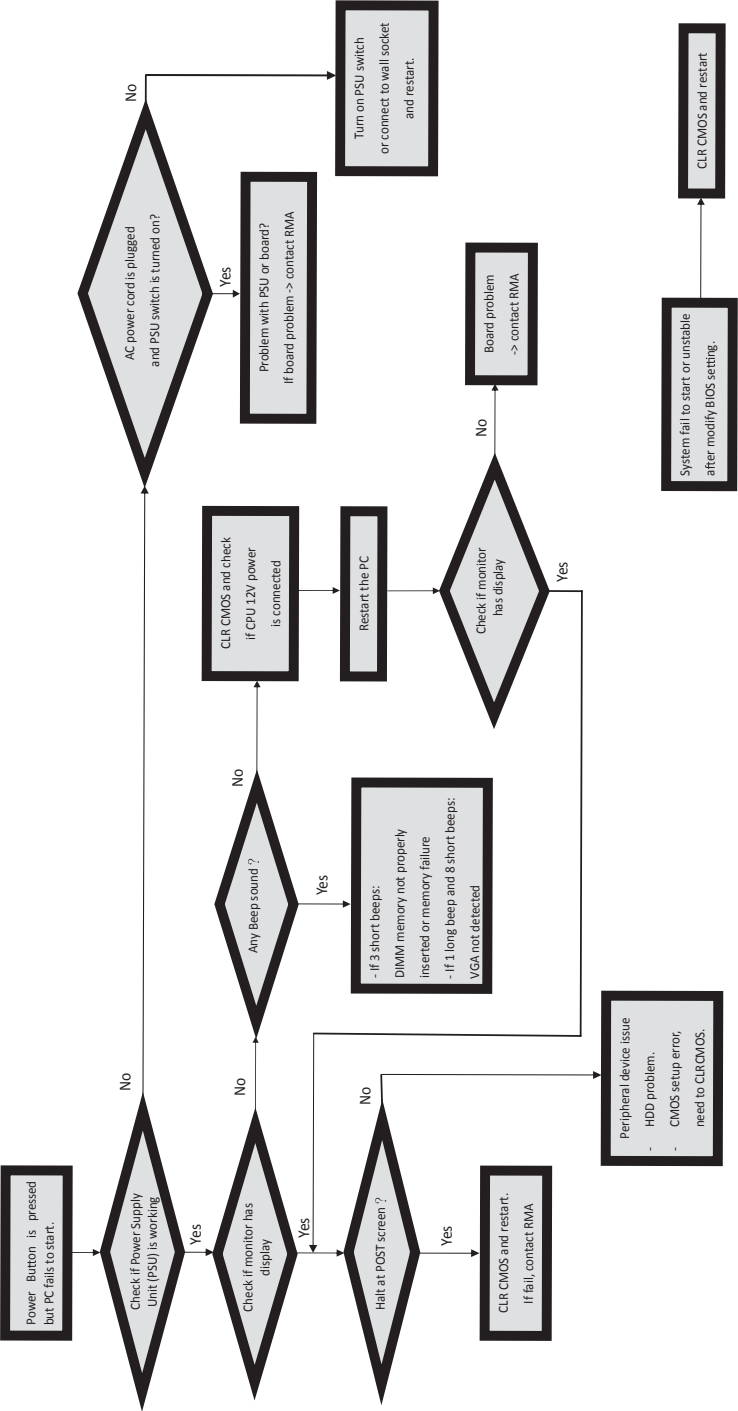 Power Button is pressed
but PC fails to start.
Check if Power Supply
Unit (PSU) is working
No
Yes
AC power cord is plugged
and PSU switch is turned on?
No
Yes
Turn on PSU switch
or connect to wall socket
and restart.
Problem with PSU or board?
If board problem -> contact RMA
Check if monitor has
display
No
Yes
Any Beep sound ?
No
Yes
CLR CMOS and check
if CPU 12V power
is connected
Restart the PC
- If 3 short beeps:
DIMM memory not properly
inserted or memory failure
- If 1 long beep and 8 short beeps:
VGA not detected
Check if monitor
has display
No
Yes
Board problem
-> contact RMA
Halt at POST screen ?
No
Yes
CLR CMOS and restart.
If fail, contact RMA
Peripheral device issue
- HDD problem.
- CMOS setup error,
need to CLRCMOS.
System fail to start or unstable
after modify BIOS setting.
CLR CMOS and restart